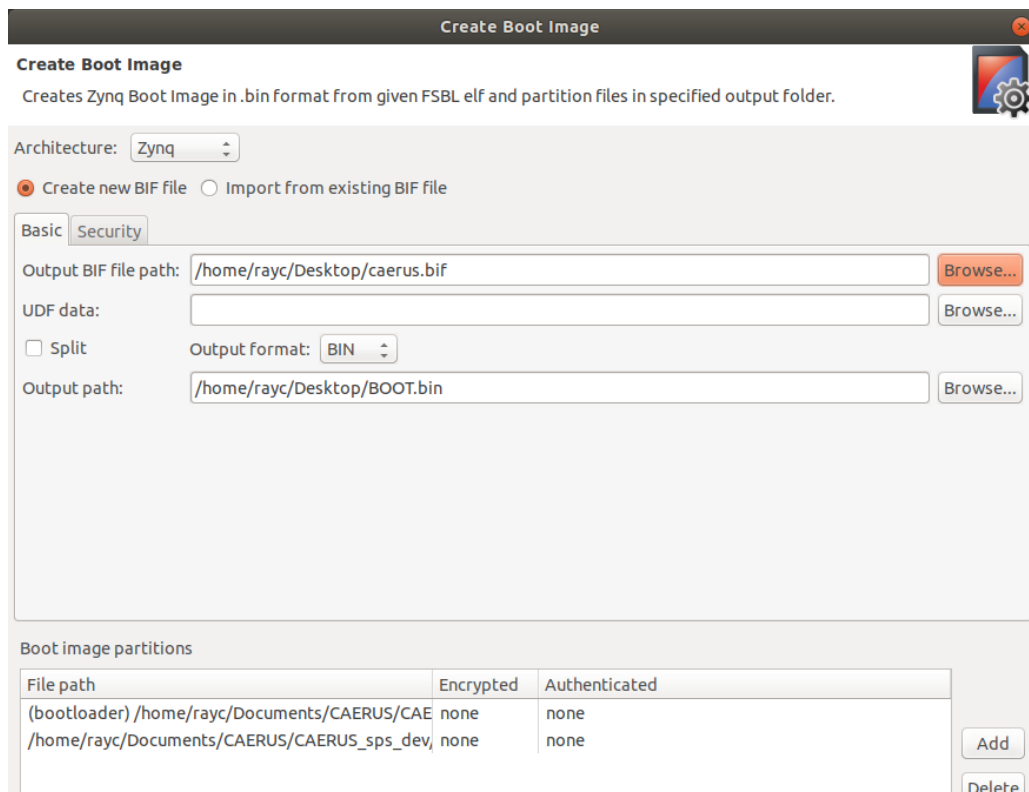 Create Boot Image
Create Boot Image
Creates Zynq Boot Image in .bin format from given FSBL elf and partition files in specified output folder.
Architecture: Zynq
Create new BIF file Import from existing BIF file
Basic Security
Output BIF file path: /home/rayc/Desktop/caerus.bif Browse...
UDF data: Browse...
Split Output format: BIN
Output path: /home/rayc/Desktop/BOOT.bin Browse...
Boot image partitions
File path Encrypted Authenticated
(bootloader) /home/rayc/Documents/CAERUS/CAE none none
/home/rayc/Documents/CAERUS/CAERUS_sps_dev/ none none
Add
Delete